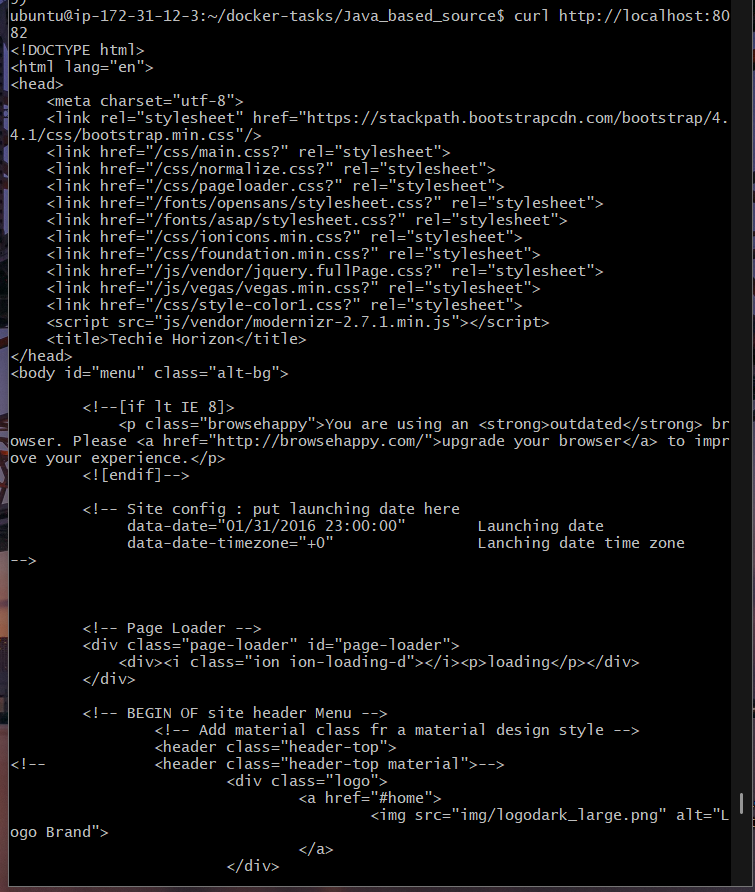 ubuntu@ip-172-31-12-3:~/docker-tasks/Java_based_source$ curl http://localhost:80
82
<!DOCTYPE html>
<html lang="en">
<head>
    <meta charset="utf-8">
    <link rel="stylesheet" href="https://stackpath.bootstrapcdn.com/bootstrap/4.
4.1/css/bootstrap.min.css"/>
    <link href="/css/main.css?" rel="stylesheet">
    <link href="/css/normalize.css?" rel="stylesheet">
    <link href="/css/pageloader.css?" rel="stylesheet">
    <link href="/fonts/opensans/stylesheet.css?" rel="stylesheet">
    <link href="/fonts/asap/stylesheet.css?" rel="stylesheet">
    <link href="/css/ionicons.min.css?" rel="stylesheet">
    <link href="/css/foundation.min.css?" rel="stylesheet">
    <link href="/js/vendor/jquery.fullPage.css?" rel="stylesheet">
    <link href="/js/vegas/vegas.min.css?" rel="stylesheet">
    <link href="/css/style-color1.css?" rel="stylesheet">
    <script src="js/vendor/modernizr-2.7.1.min.js"></script>
    <title>Techie Horizon</title>
</head>
<body id="menu" class="alt-bg">
        <!--[if lt IE 8]>
            <p class="browsehappy">You are using an <strong>outdated</strong> br
owser. Please <a href="http://browsehappy.com/">upgrade your browser</a> to impr
ove your experience.</p>
        <![endif]-->
        <!-- Site config : put launching date here
             data-date="01/31/2016 23:00:00"        Launching date
             data-date-timezone="+0"                Lanching date time zone
-->
        <!-- Page Loader -->
        <div class="page-loader" id="page-loader">
            <div><i class="ion ion-loading-d"></i><p>loading</p></div>
        </div>
        <!-- BEGIN OF site header Menu -->
                <!-- Add material class fr a material design style -->
                <header class="header-top">
<!--            <header class="header-top material">-->
                        <div class="logo">
                                <a href="#home">
                                        <img src="img/logodark_large.png" alt="L
ogo Brand">
                                </a>
                        </div>